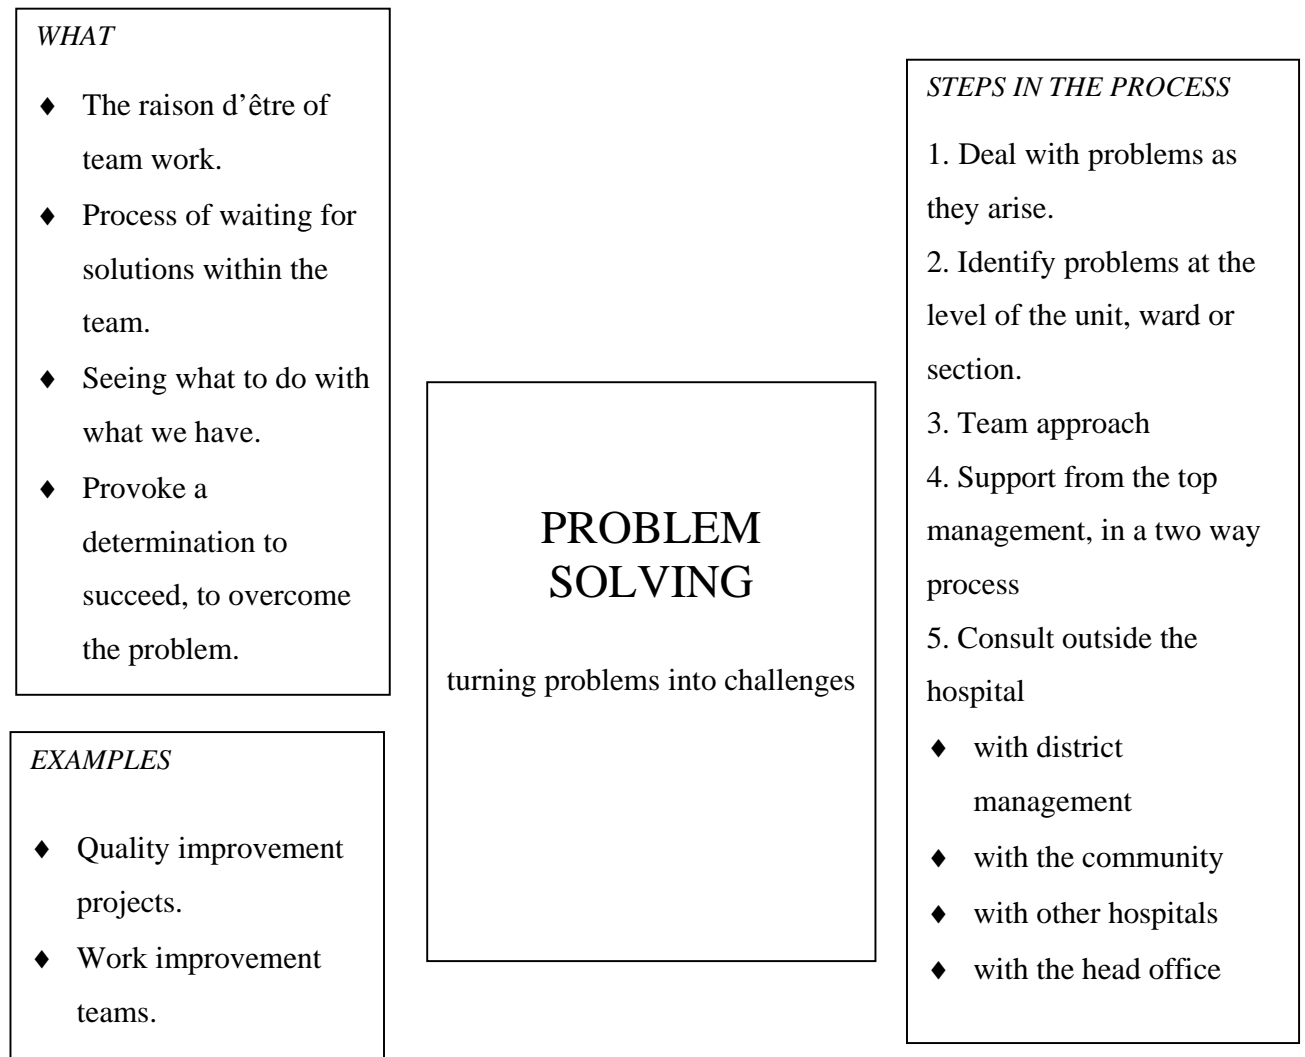 WHAT
♦ The raison d’être of
team work.
♦ Process of waiting for
solutions within the
team.
♦ Seeing what to do with
what we have.
♦ Provoke a
determination to
succeed, to overcome
the problem.
EXAMPLES
♦ Quality improvement
projects.
♦ Work improvement
teams.
PROBLEM
SOLVING
turning problems into challenges
STEPS IN THE PROCESS
1. Deal with problems as
they arise.
2. Identify problems at the
level of the unit, ward or
section.
3. Team approach
4. Support from the top
management, in a two way
process
5. Consult outside the
hospital
♦ with district
management
♦ with the community
♦ with other hospitals
♦ with the head office